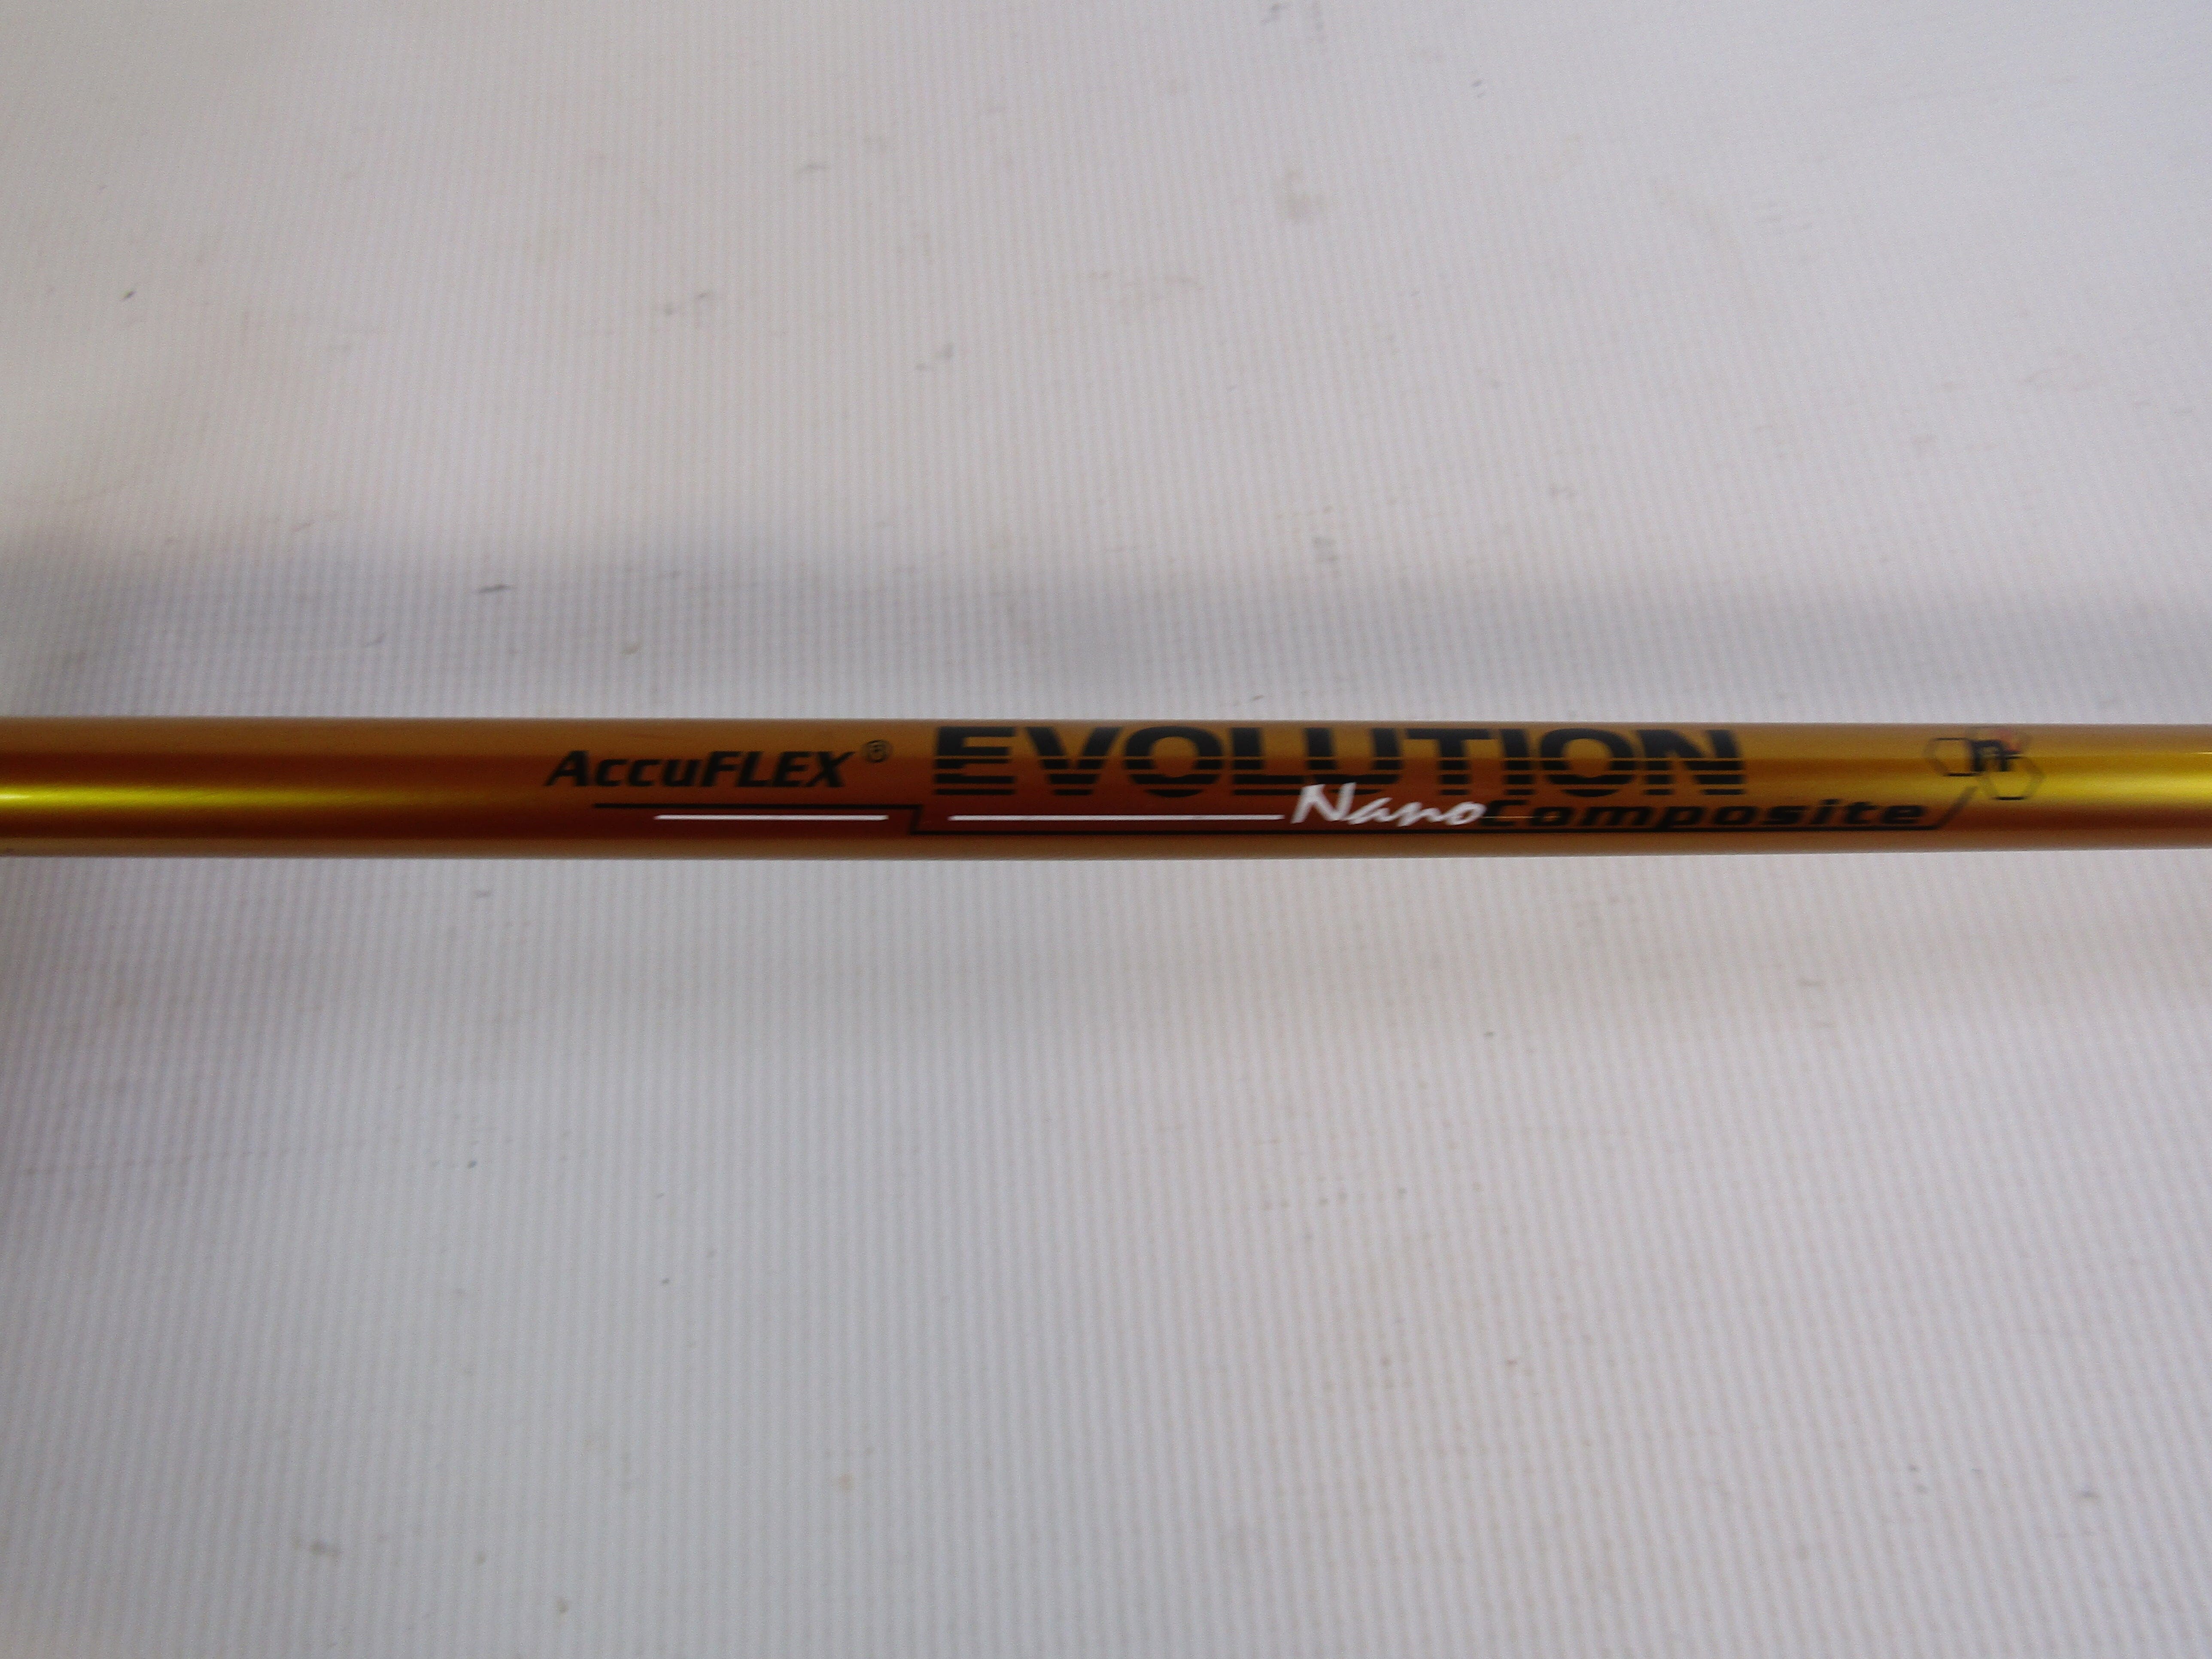 AccuFLEX® EVOLUTION
Nano Composite
n